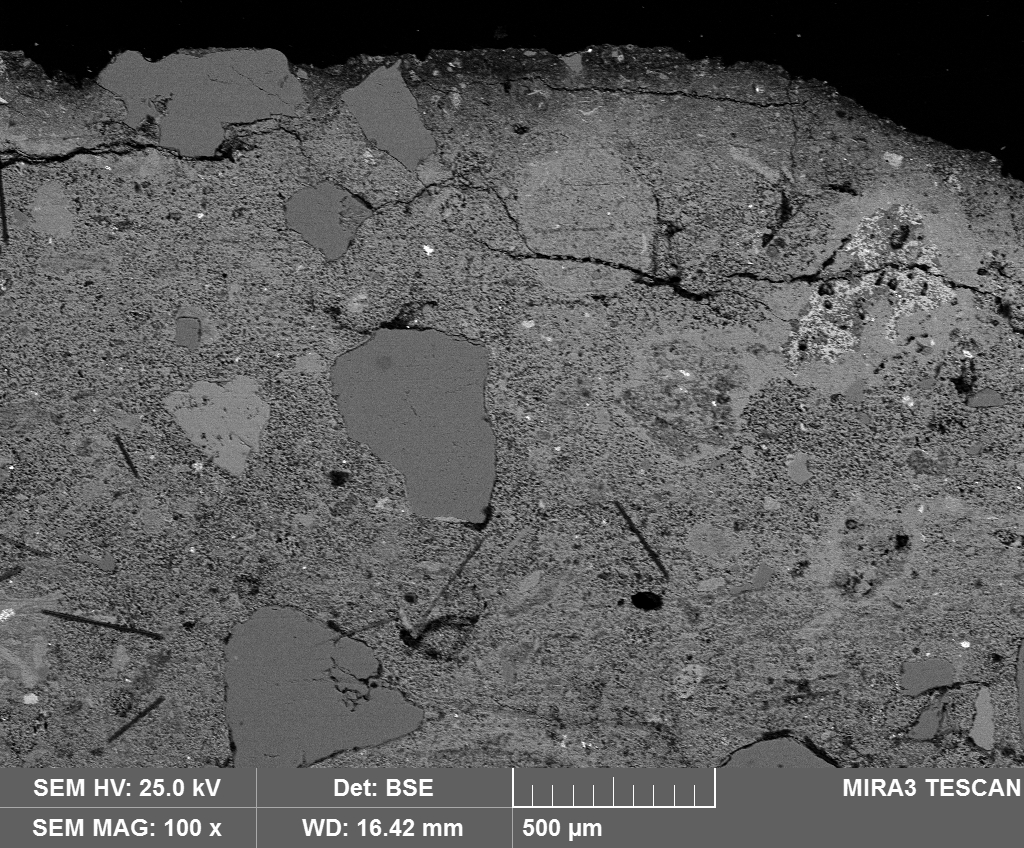 SEM HV: 25.0 kV Det: BSE MIRA3 TESCAN
SEM MAG: 100 x WD: 16.42 mm 500 µm